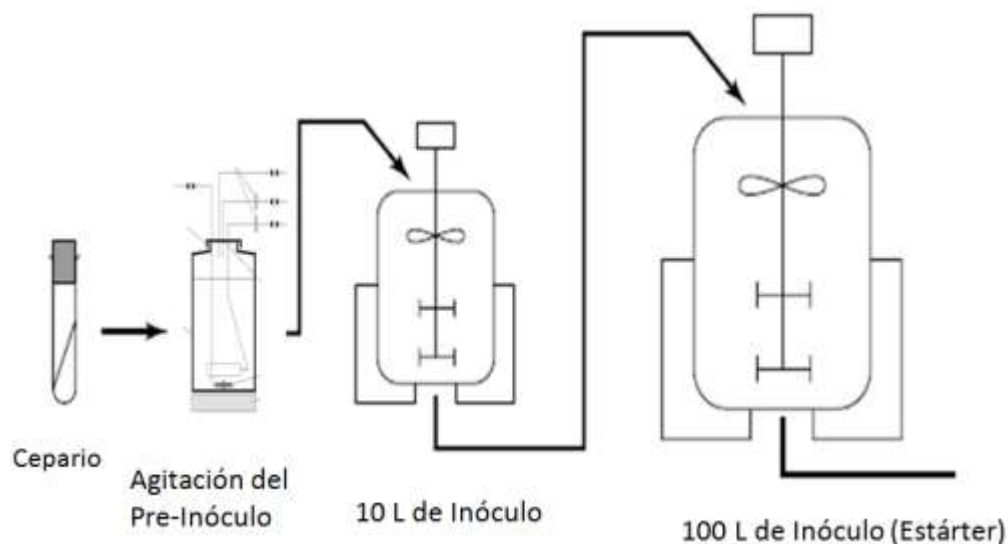 Cepario
Agitación del
Pre-Inóculo
10 L de Inóculo
100 L de Inóculo (Estárter)